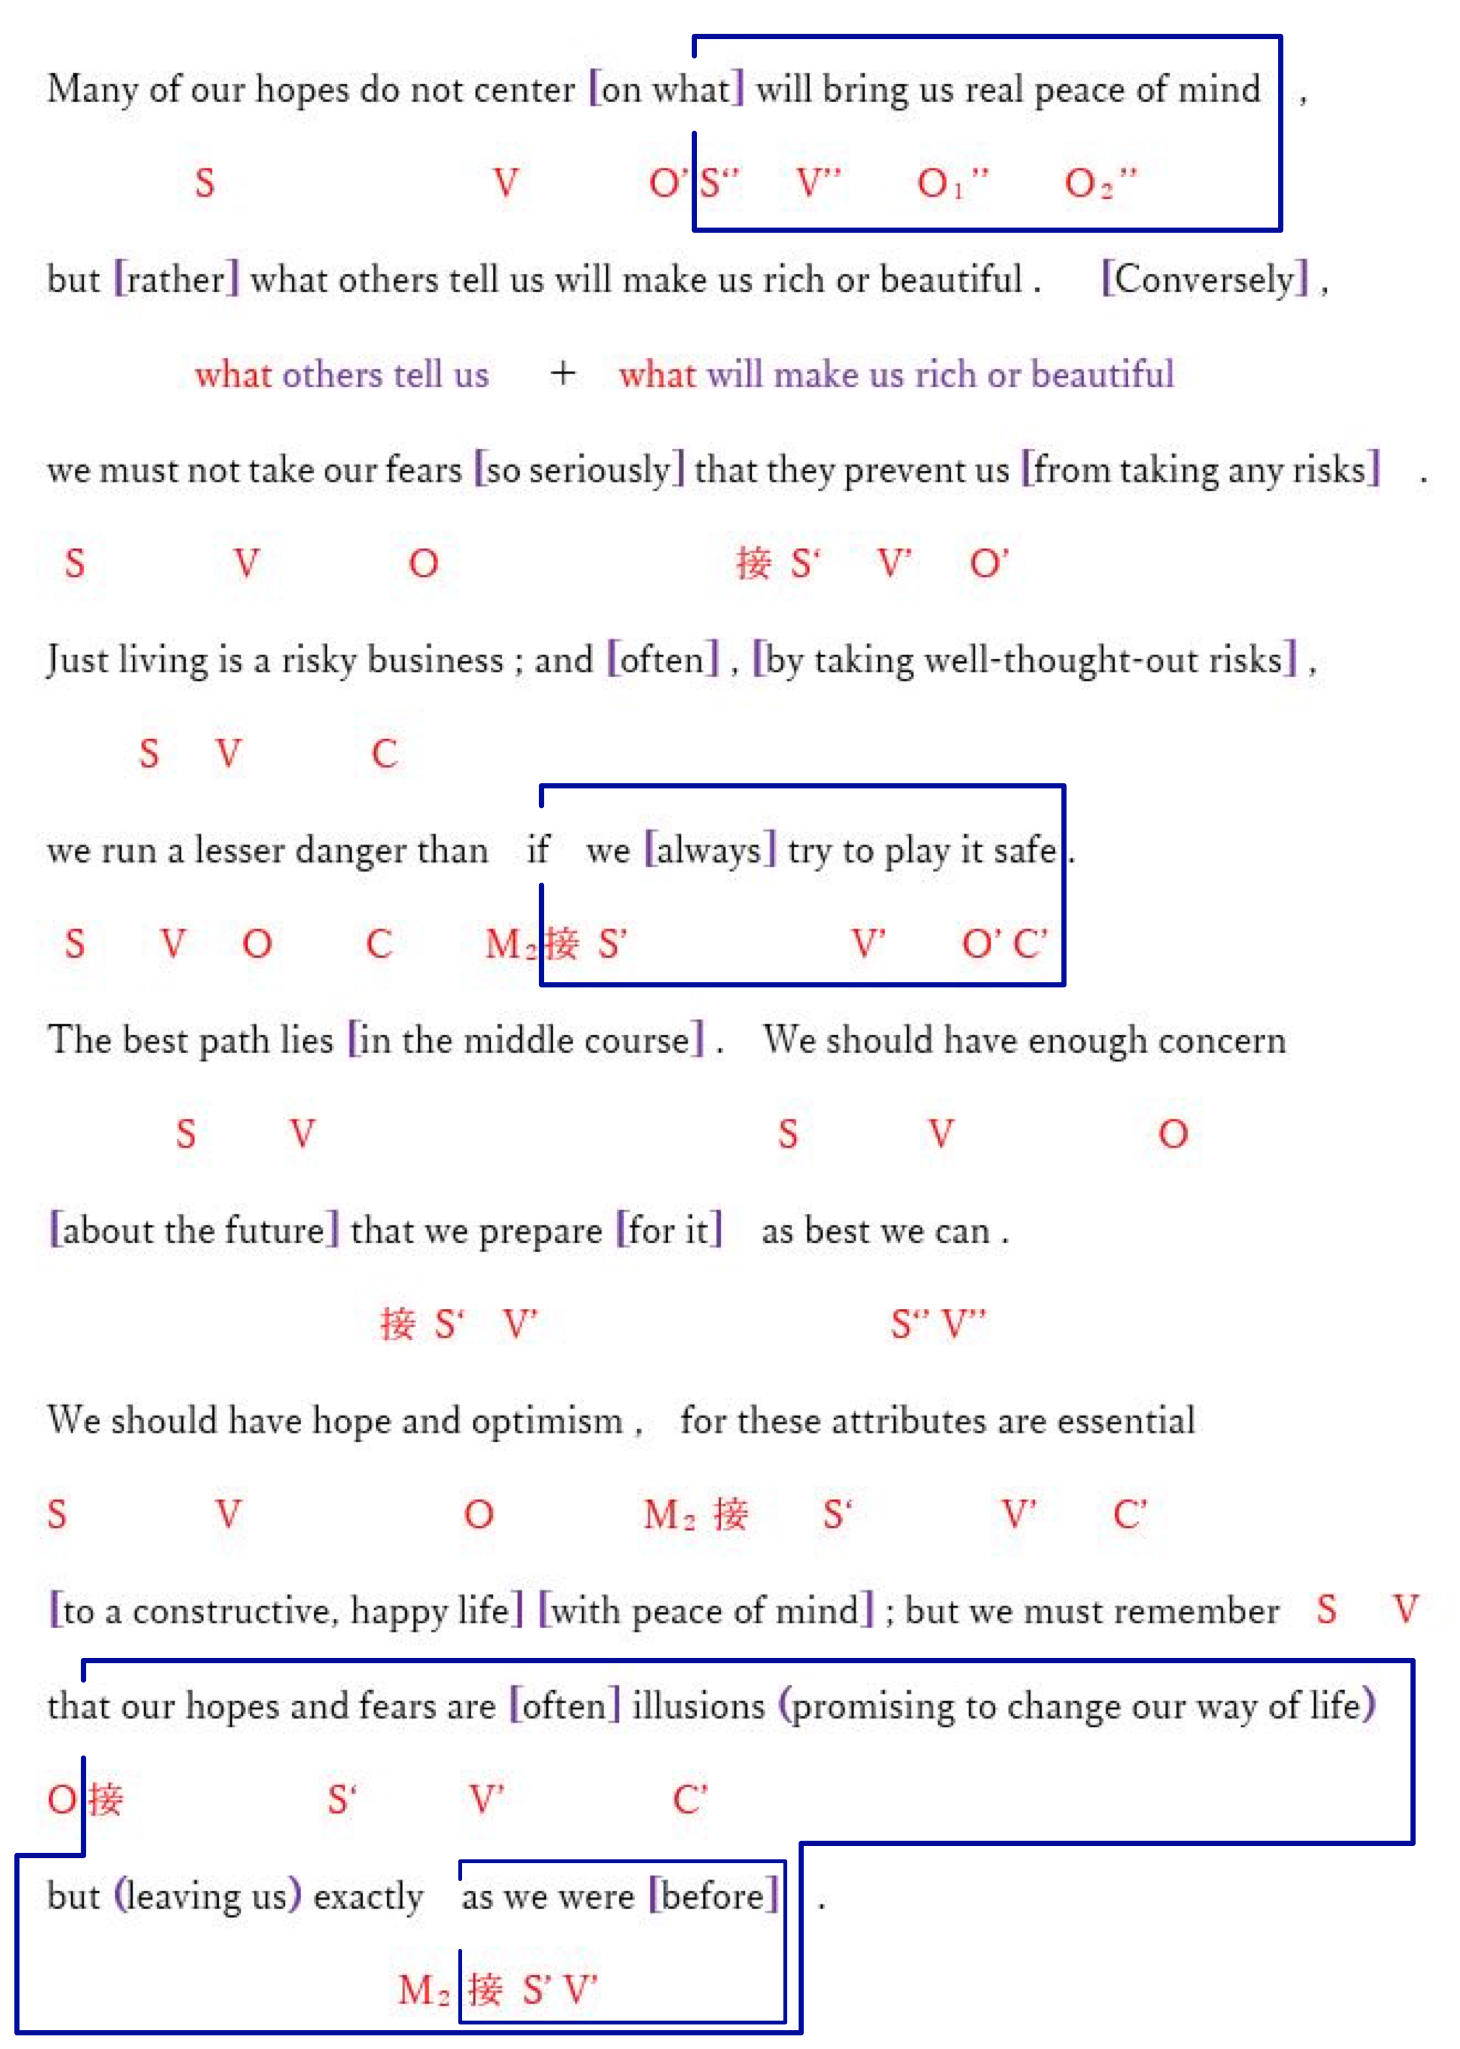 Many of our hopes do not center [on what] will bring us real peace of mind ,
S V O’ S“ V” O₁” O₂”
but [rather] what others tell us will make us rich or beautiful . [Conversely] ,
what others tell us + what will make us rich or beautiful
we must not take our fears [so seriously] that they prevent us [from taking any risks] .
S V O 接 S‘ V’ O’
Just living is a risky business ; and [often] , [by taking well-thought-out risks] ,
S V C
we run a lesser danger than if we [always] try to play it safe .
S V O C M₂ 接 S’ V’ O’ C’
The best path lies [in the middle course] . We should have enough concern
S V S V O
[about the future] that we prepare [for it] as best we can .
接 S‘ V’ S“ V”
We should have hope and optimism , for these attributes are essential
S V O M₂ 接 S‘ V’ C’
[to a constructive, happy life] [with peace of mind] ; but we must remember S V
that our hopes and fears are [often] illusions (promising to change our way of life)
O 接 S‘ V’ C’
but (leaving us) exactly as we were [before] .
M₂ 接 S’ V’